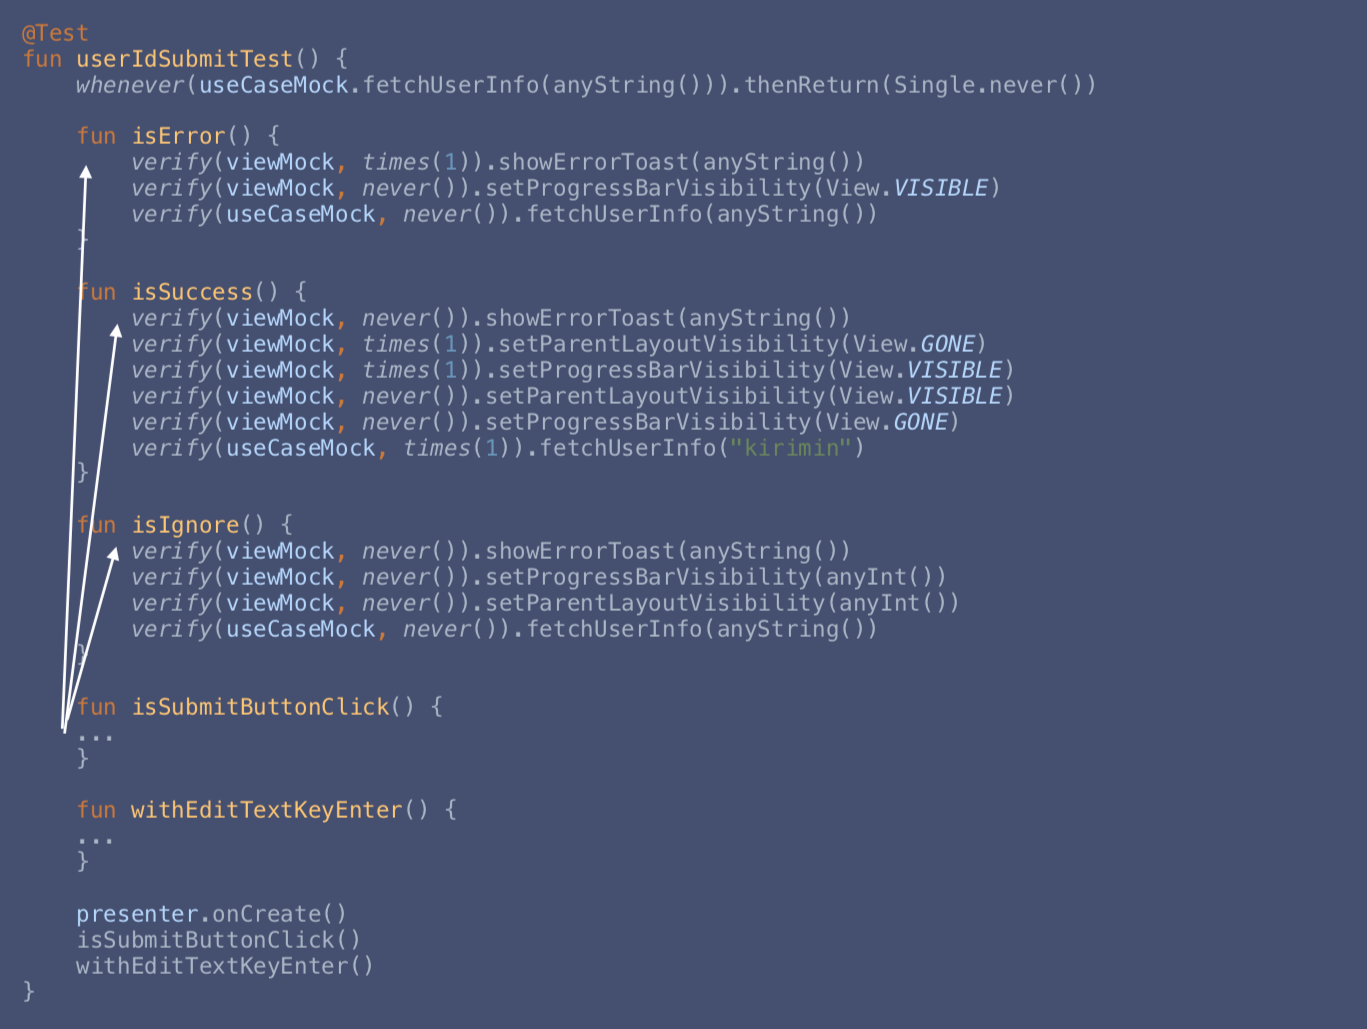 @Test
fun userIdSubmitTest() {
    whenever(useCaseMock.fetchUserInfo(anyString())).thenReturn(Single.never())
    fun isError() {
        verify(viewMock, times(1)).showErrorToast(anyString())
        verify(viewMock, never()).setProgressBarVisibility(View.VISIBLE)
        verify(useCaseMock, never()).fetchUserInfo(anyString())
    }
    fun isSuccess() {
        verify(viewMock, never()).showErrorToast(anyString())
        verify(viewMock, times(1)).setParentLayoutVisibility(View.GONE)
        verify(viewMock, times(1)).setProgressBarVisibility(View.VISIBLE)
        verify(viewMock, never()).setParentLayoutVisibility(View.VISIBLE)
        verify(viewMock, never()).setProgressBarVisibility(View.GONE)
        verify(useCaseMock, times(1)).fetchUserInfo("kirimin")
    }
    fun isIgnore() {
        verify(viewMock, never()).showErrorToast(anyString())
        verify(viewMock, never()).setProgressBarVisibility(anyInt())
        verify(viewMock, never()).setParentLayoutVisibility(anyInt())
        verify(useCaseMock, never()).fetchUserInfo(anyString())
    }
    fun isSubmitButtonClick() {
    ...
    }
    fun withEditTextKeyEnter() {
    ...
    }
    presenter.onCreate()
    isSubmitButtonClick()
    withEditTextKeyEnter()
}